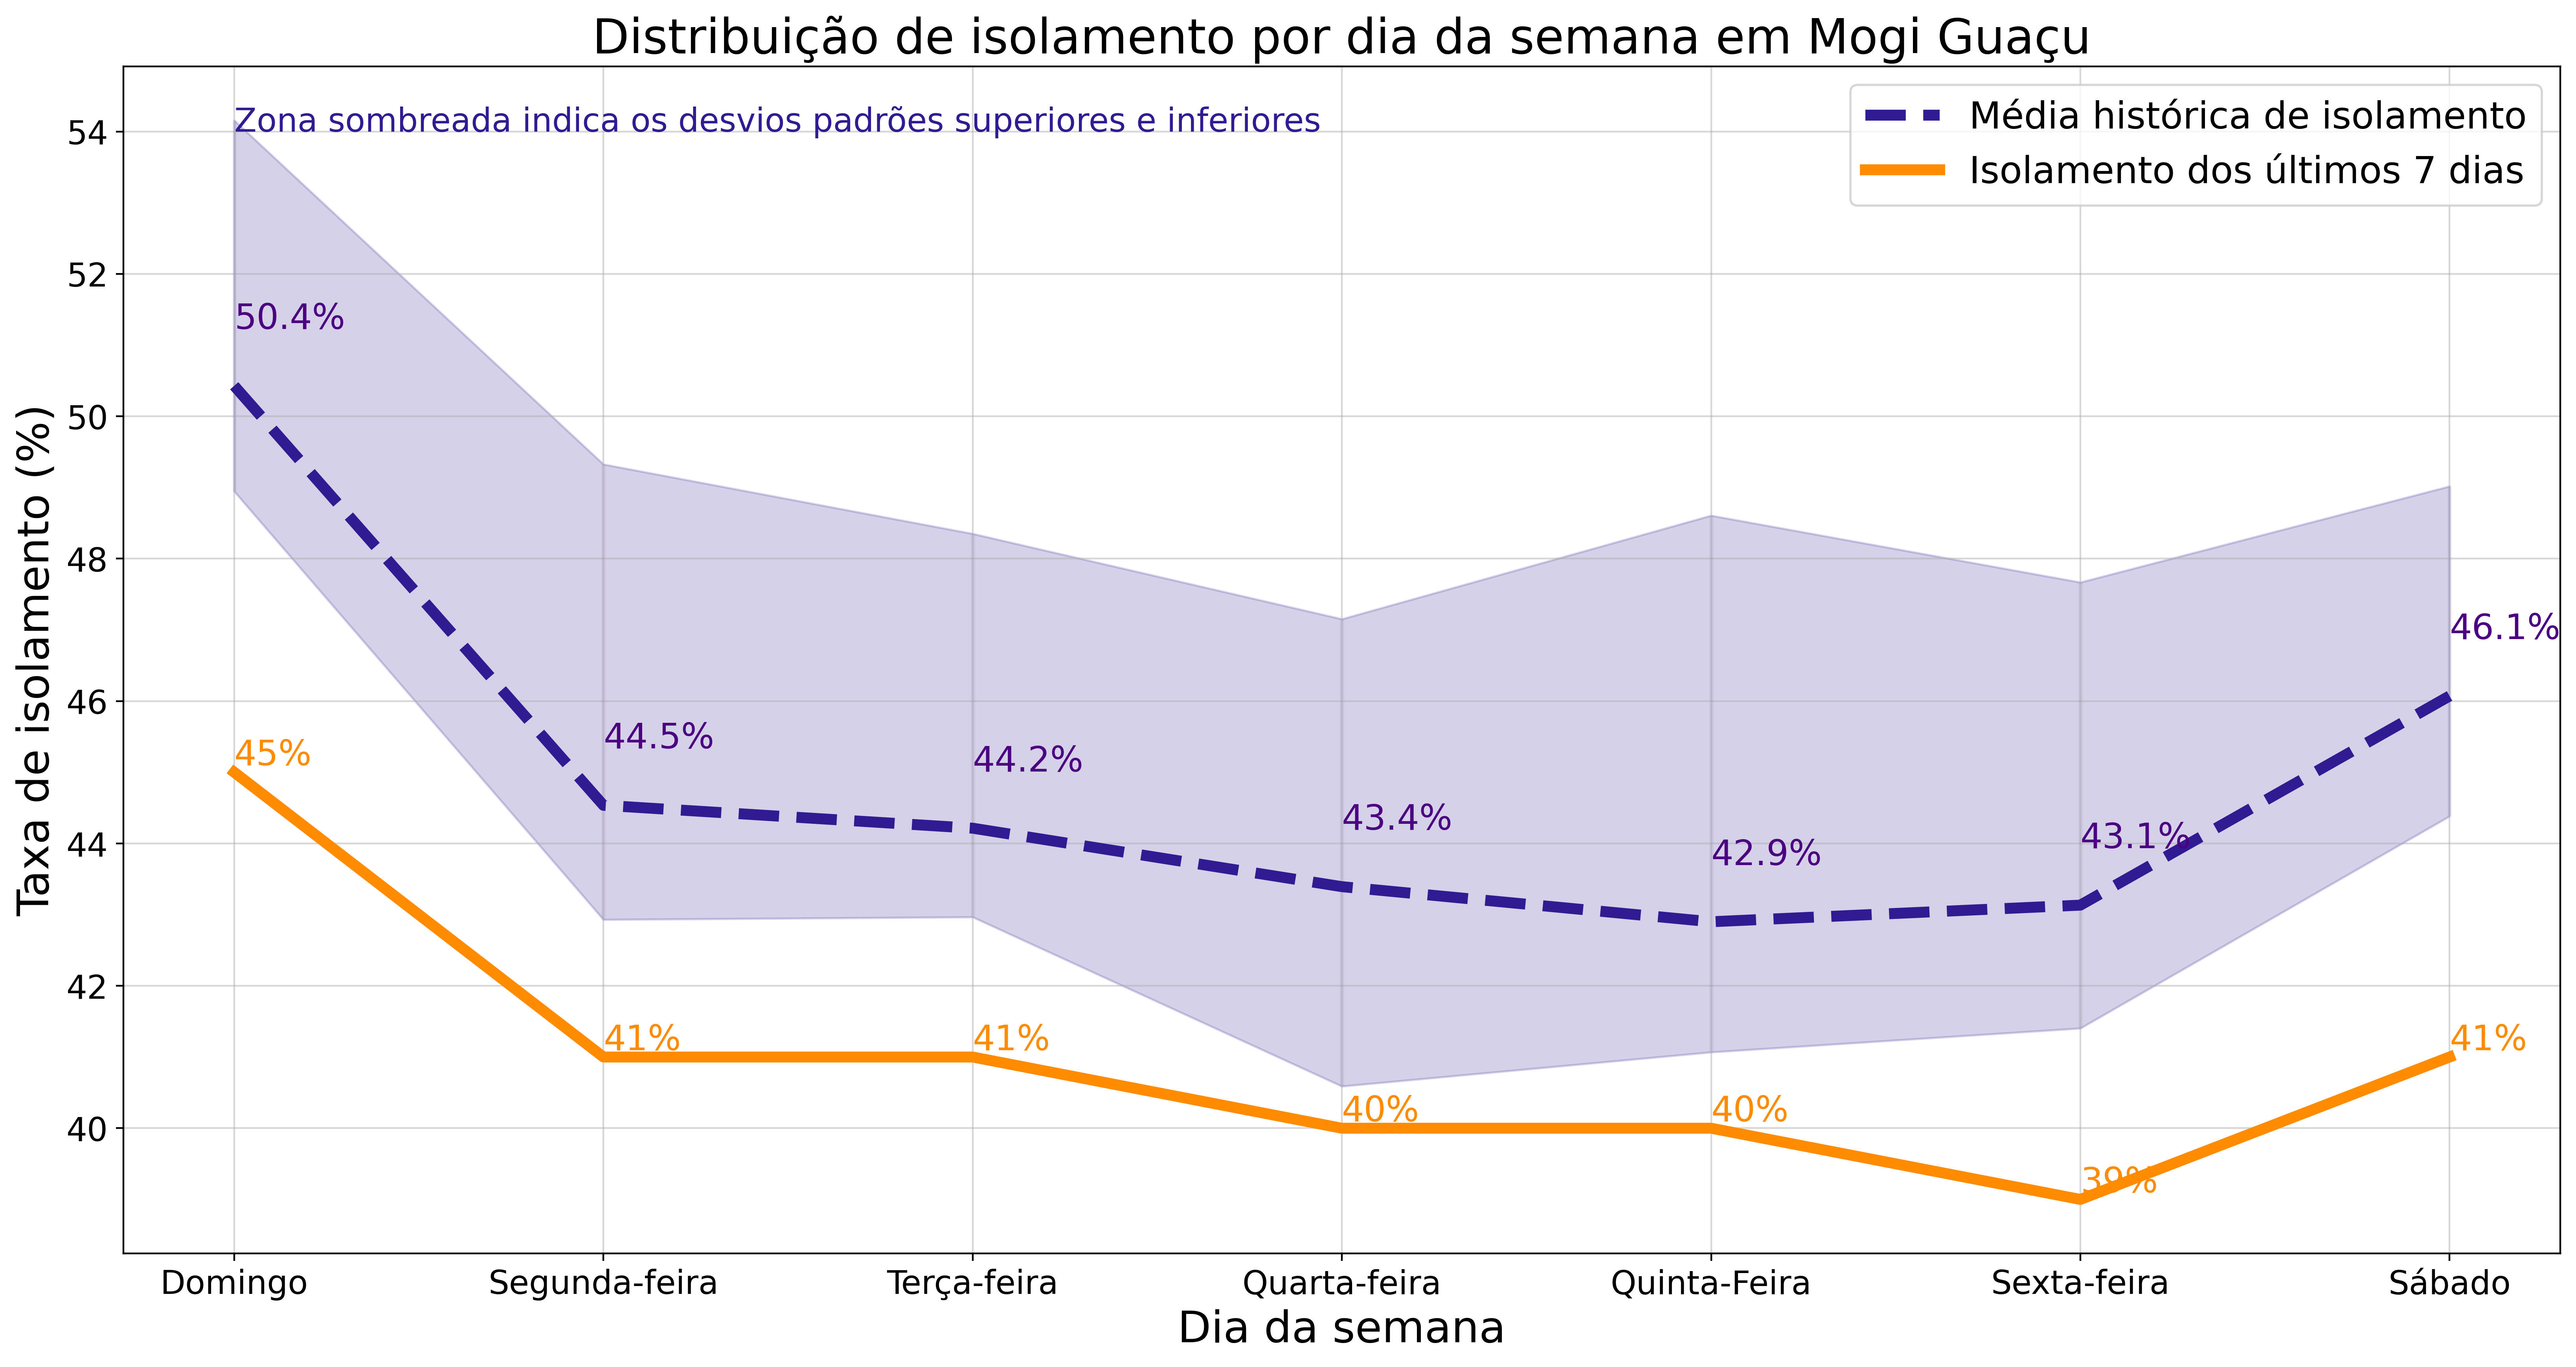 Distribuição de isolamento por dia da semana em Mogi Guaçu
Zona sombreada indica os desvios padrões superiores e inferiores
Média histórica de isolamento
Isolamento dos últimos 7 dias
Taxa de isolamento (%)
54
52
50
48
46
44
42
40
50.4%
44.5%
44.2%
43.4%
42.9%
43.1%
46.1%
45%
41%
41%
40%
40%
39%
41%
Domingo
Segunda-feira
Terça-feira
Quarta-feira
Quinta-Feira
Sexta-feira
Sábado
Dia da semana